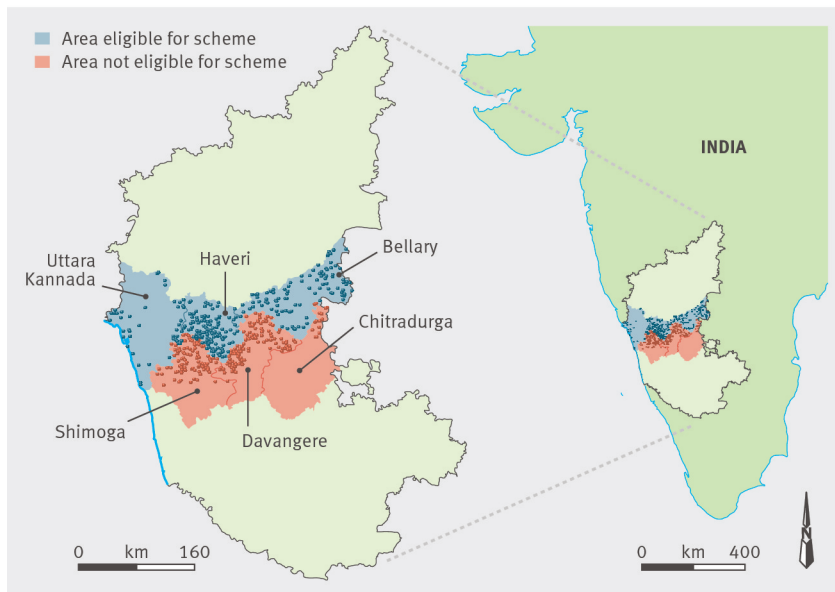 Area eligible for scheme
Area not eligible for scheme
INDIA
Uttara
Kannada
Haveri
Bellary
Chitradurga
Shimoga
Davangere
0 km 160
0 km 400
N